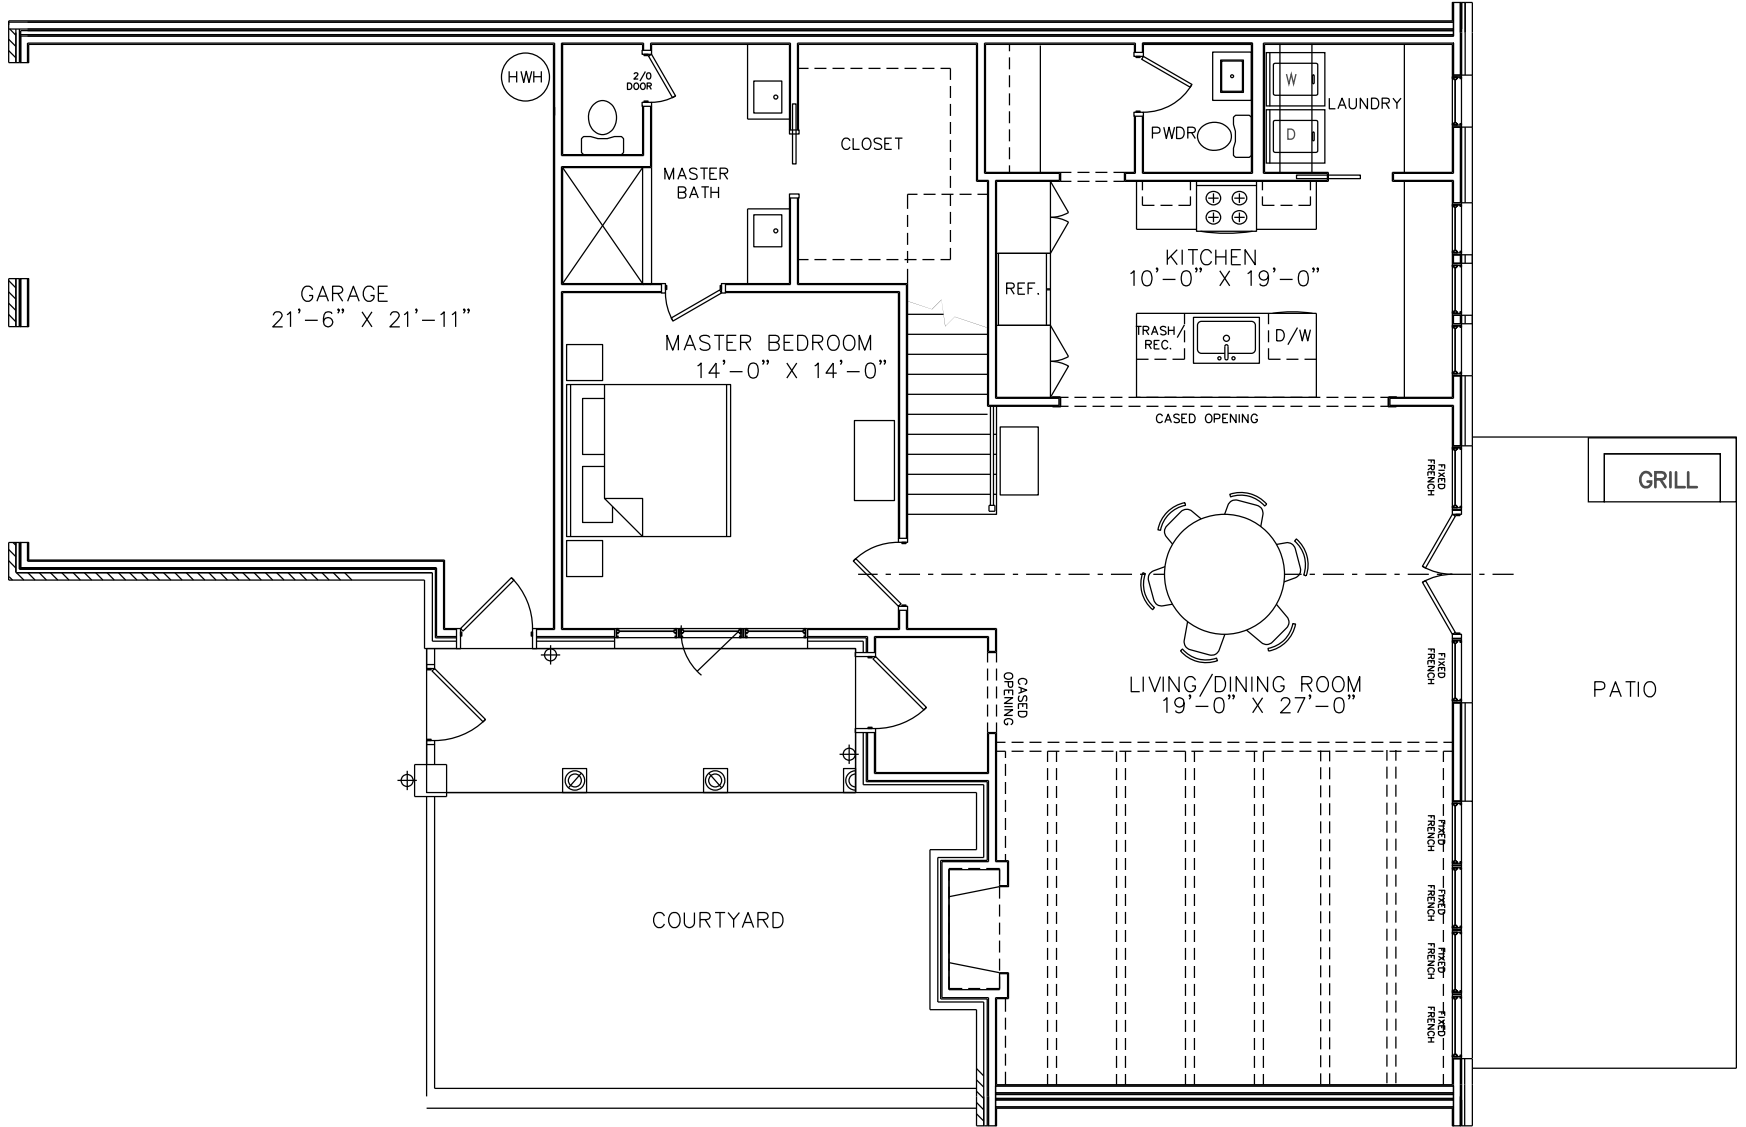 HWH
2/0
DOOR
W
LAUNDRY
D
PWDR
CLOSET
MASTER
BATH
KITCHEN
10'-0" X 19'-0"
REF.
GARAGE
21'-6" X 21'-11"
TRASH/
REC.
D/W
MASTER BEDROOM
14'-0" X 14'-0"
CASED OPENING
FIXED
FRENCH
GRILL
FIXED
FRENCH
CASED
OPENING
LIVING/DINING ROOM
19'-0" X 27'-0"
PATIO
FIXED
FRENCH
FIXED
FRENCH
COURTYARD
FIXED
FRENCH
FIXED
FRENCH